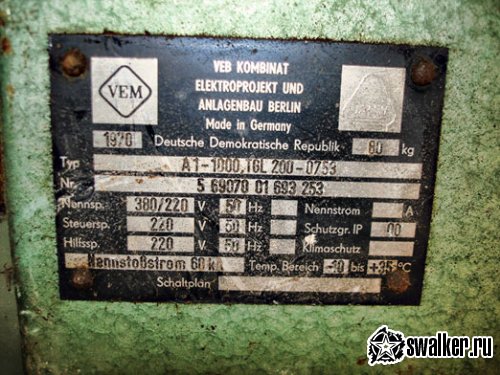 VEM
VEB KOMBINAT
ELEKTROPROJEKT UND
ANLAGENBAU BERLIN
Made in Germany
1970 Deutsche Demokratische Republik 80 kg
Typ A1-1000, TGL 200-0753
Nr. 5 69070 01 693 253
Nennsp. 380/220 V 50 Hz Nennstrom A
Steuersp. 220 V 50 Hz Schutzgr. IP 00
Hilfssp. 220 V 50 Hz Klimaschutz
Nennstoßstrom 60 kA Temp. Bereich -10 bis +35 °C
Schaltplan
swalker.ru